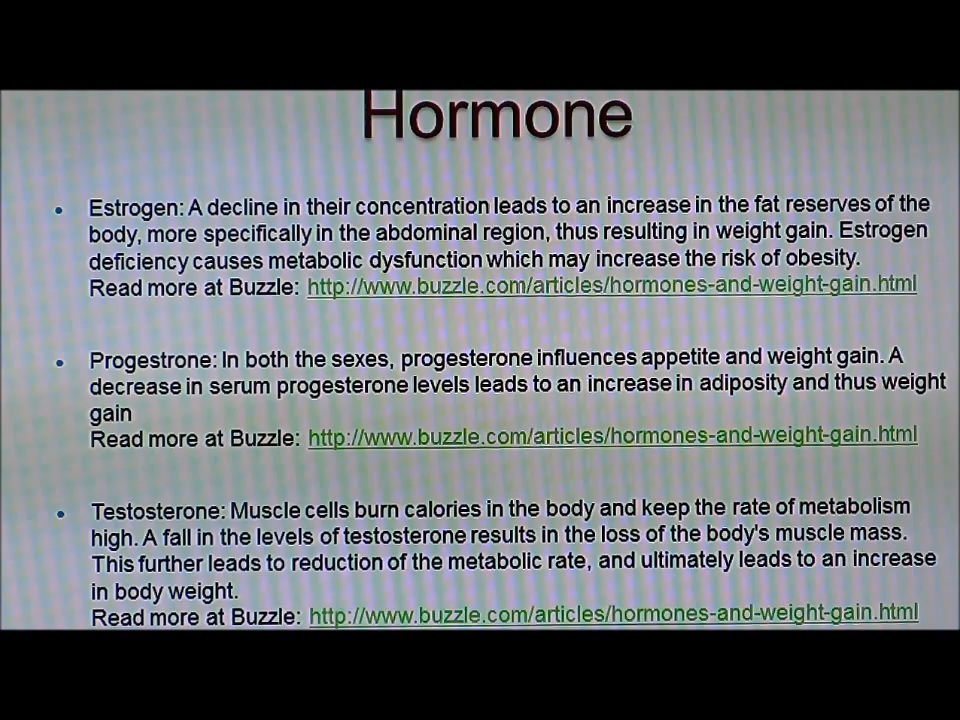 Hormone
Estrogen: A decline in their concentration leads to an increase in the fat reserves of the
body, more specifically in the abdominal region, thus resulting in weight gain. Estrogen
deficiency causes metabolic dysfunction which may increase the risk of obesity.
Read more at Buzzle: http://www.buzzle.com/articles/hormones-and-weight-gain.html
Progestrone: In both the sexes, progesterone influences appetite and weight gain. A
decrease in serum progesterone levels leads to an increase in adiposity and thus weight
gain
Read more at Buzzle: http://www.buzzle.com/articles/hormones-and-weight-gain.html
Testosterone: Muscle cells burn calories in the body and keep the rate of metabolism
high. A fall in the levels of testosterone results in the loss of the body's muscle mass.
This further leads to reduction of the metabolic rate, and ultimately leads to an increase
in body weight.
Read more at Buzzle: http://www.buzzle.com/articles/hormones-and-weight-gain.html